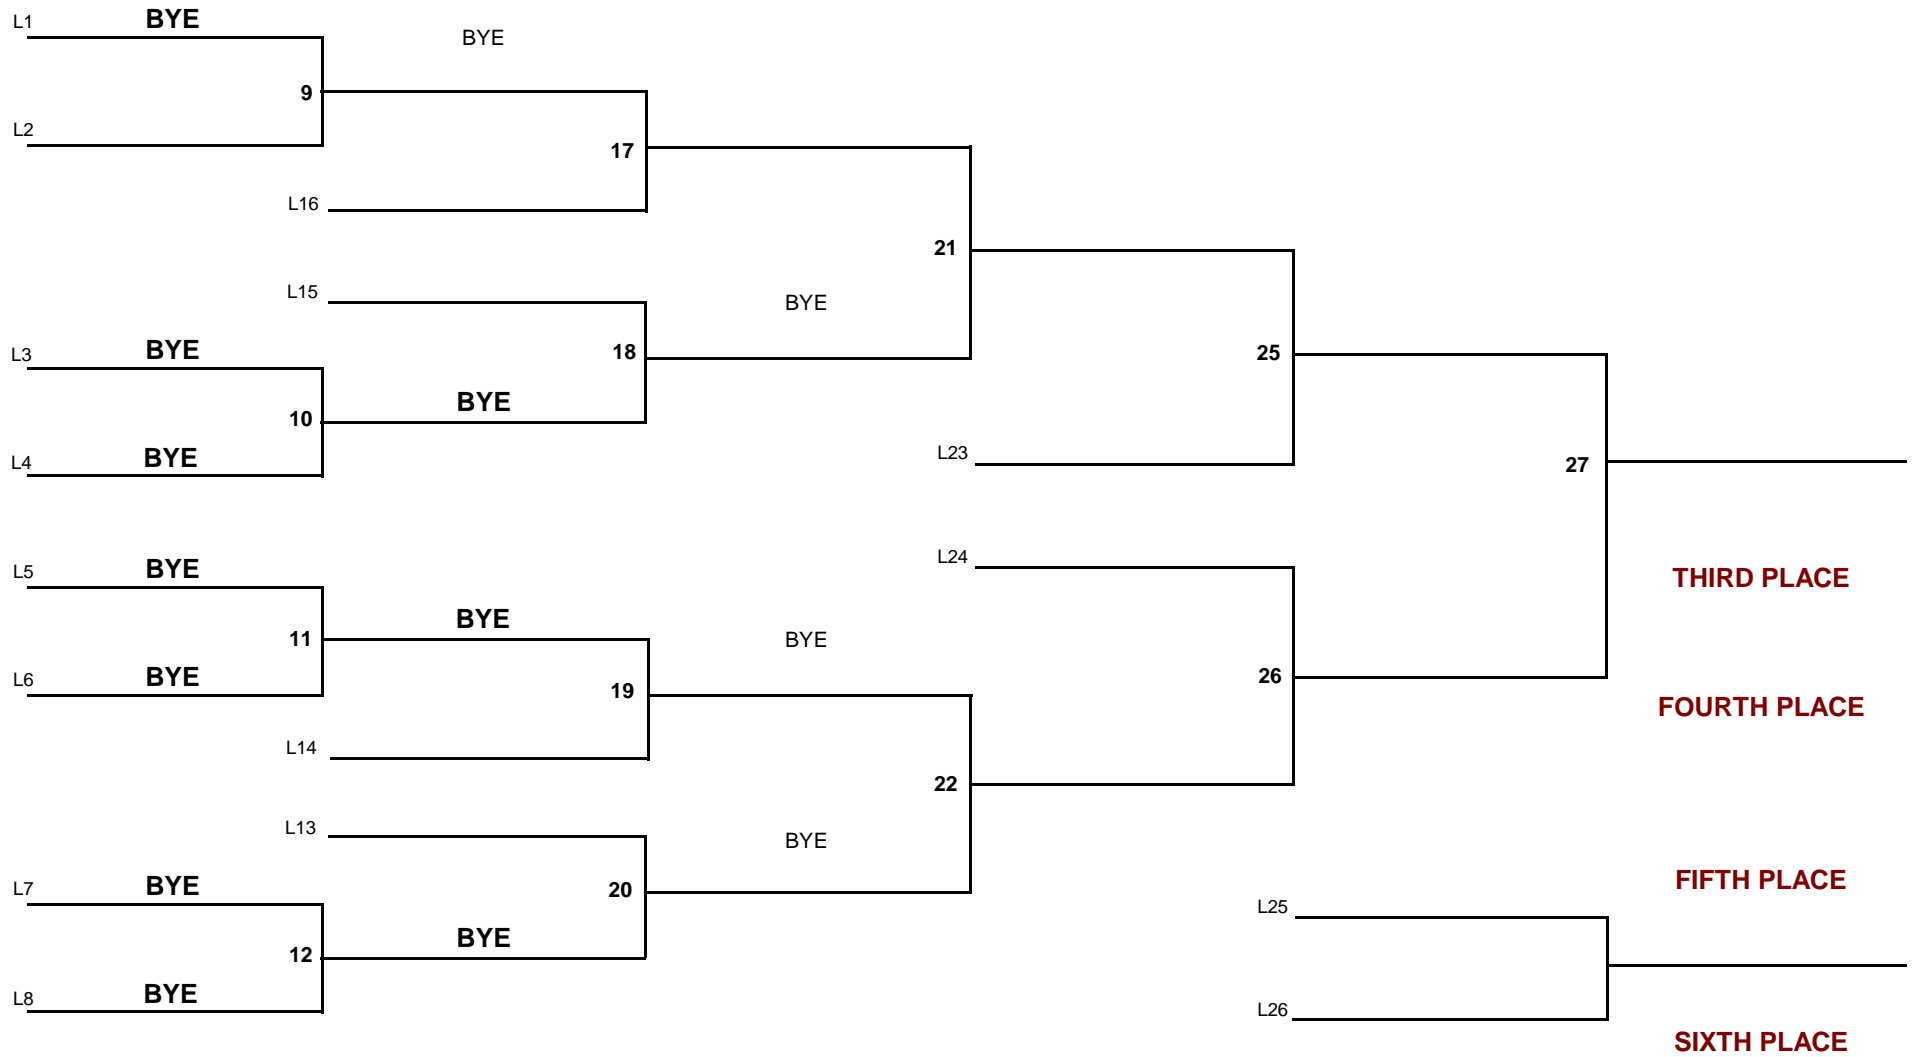 L1 BYE
BYE
9
L2
17
L16
21
L15
BYE
L3 BYE
18
25
BYE
10
L4 BYE
L23
27
L24
L5 BYE
THIRD PLACE
BYE
11
BYE
L6 BYE
19
26
FOURTH PLACE
L14
22
L13
BYE
FIFTH PLACE
L7 BYE
20
L25
BYE
12
L8 BYE
L26
SIXTH PLACE